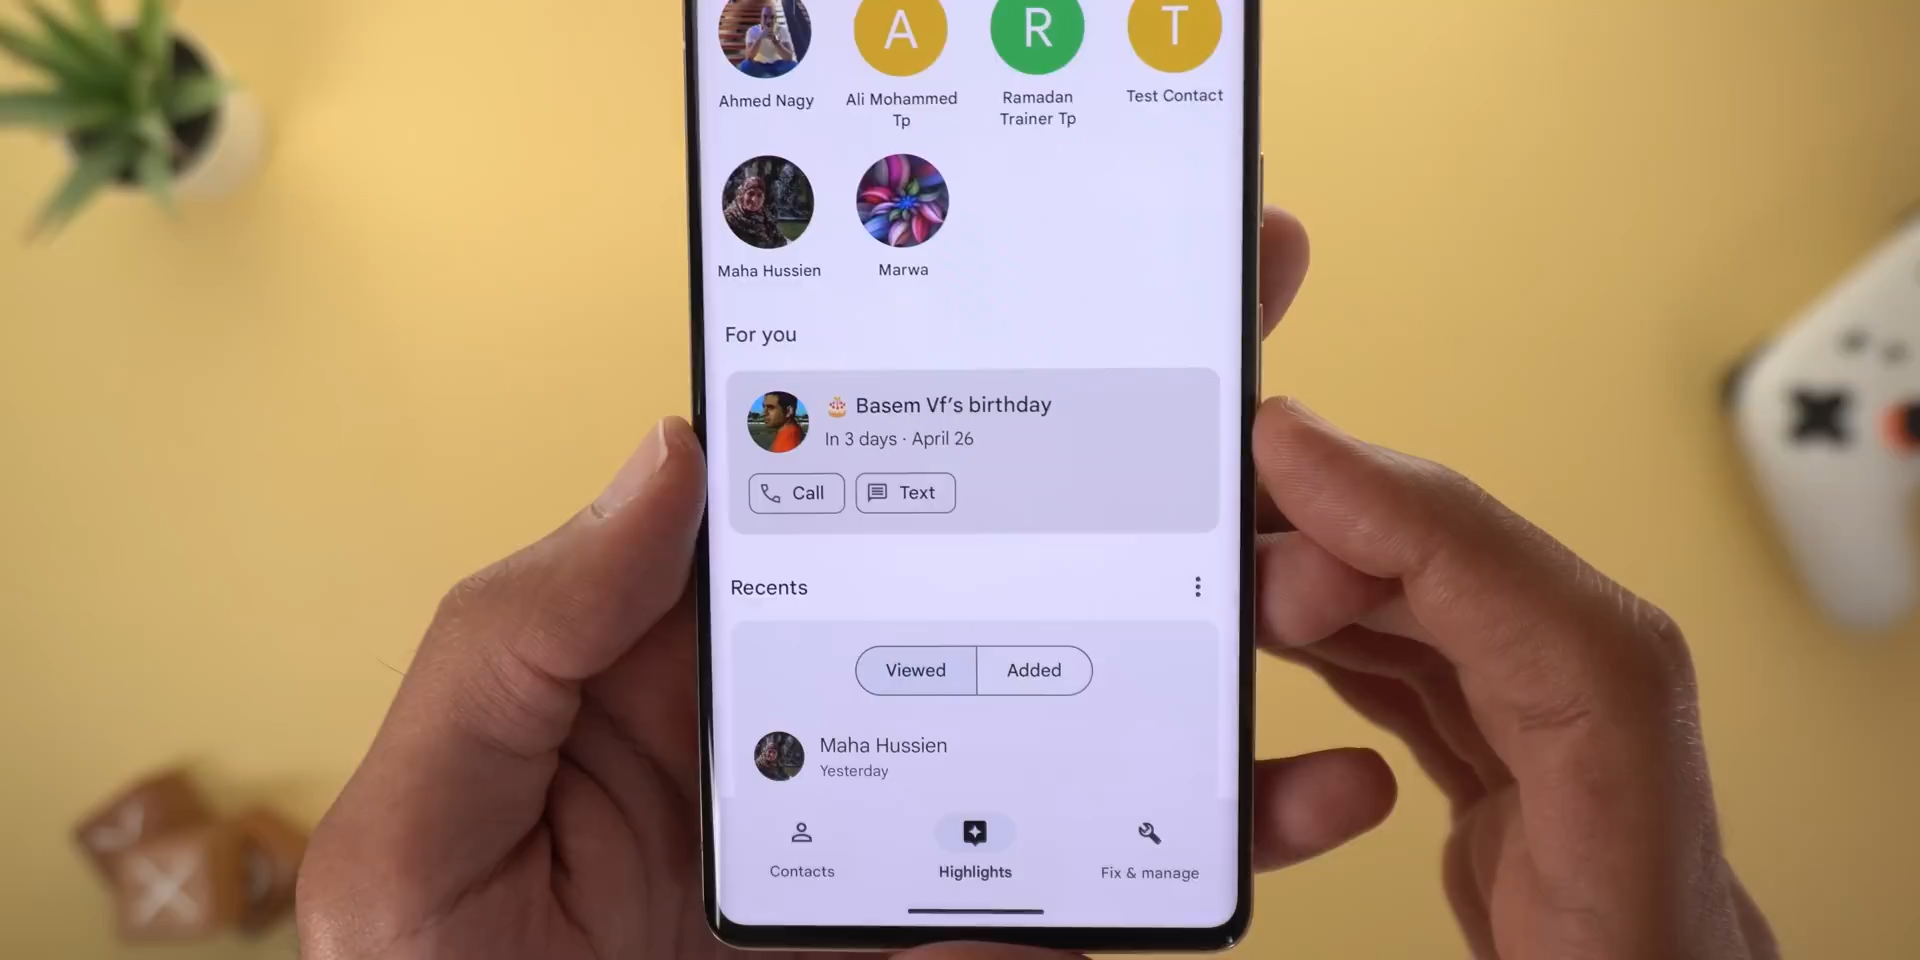 A
R
T
Ahmed Nagy
Ali Mohammed
Tp
Ramadan
Trainer Tp
Test Contact
Maha Hussien
Marwa
For you
🎂 Basem Vf's birthday
In 3 days · April 26
Call
Text
Recents
Viewed
Added
Maha Hussien
Yesterday
Contacts
Highlights
Fix & manage